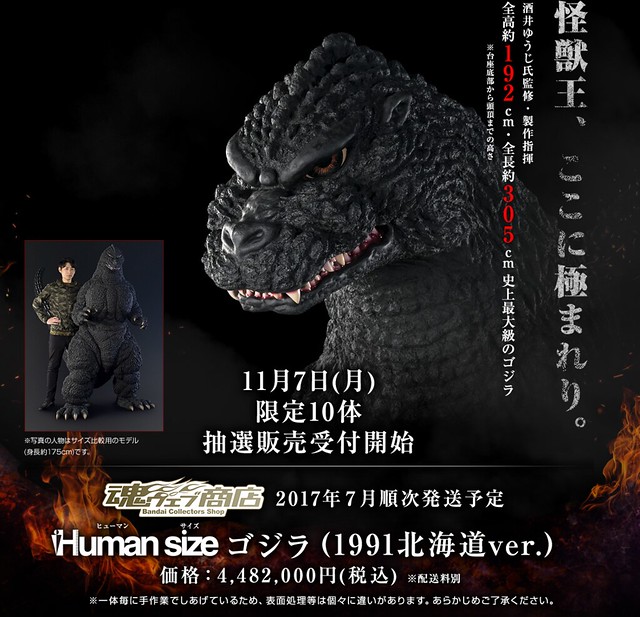 怪獣王、ここに極まれり。
酒井ゆうじ氏監修・製作指揮
全高約192cm・全長約305cm史上最大級のゴジラ
※台座底部から頭頂までの高さ
11月7日(月)
限定10体
抽選販売受付開始
※写真の人物はサイズ比較用のモデル
(身長約175cm)です。
魂ウェブ商店
Bandai Collectors Shop
2017年7月順次発送予定
ヒューマン サイズ
Human size ゴジラ (1991北海道ver.)
価格:4,482,000円(税込) ※配送料別
※一体毎に手作業でしあげているため、表面処理等は個々に違いがあります。あらかじめご了承ください。